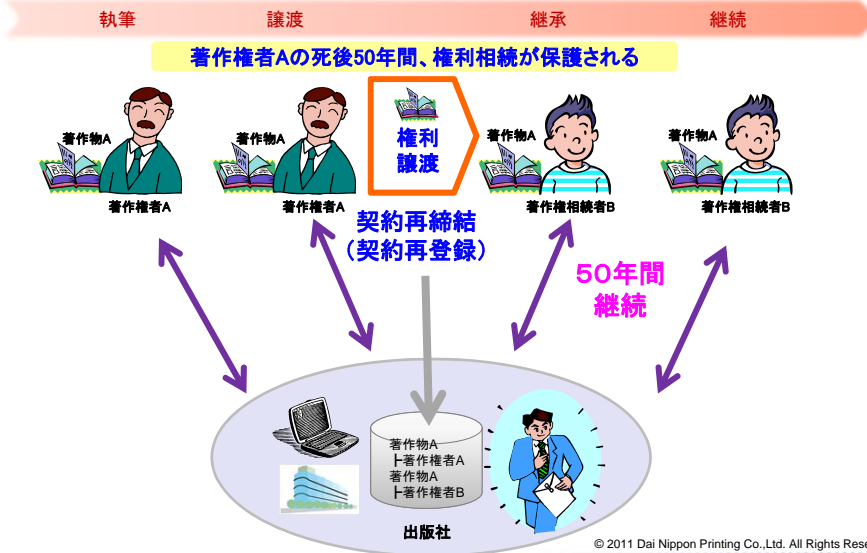 執筆
譲渡
継承
継続
著作権者Aの死後50年間、権利相続が保護される
著作物A
著作権者A
著作物A
著作権者A
権利
譲渡
著作物A
著作権相続者B
著作物A
著作権相続者B
契約再締結
（契約再登録）
50年間
継続
著作物A
┣著作権者A
著作物A
┣著作権者B
出版社
© 2011 Dai Nippon Printing Co.,Ltd. All Rights Rese